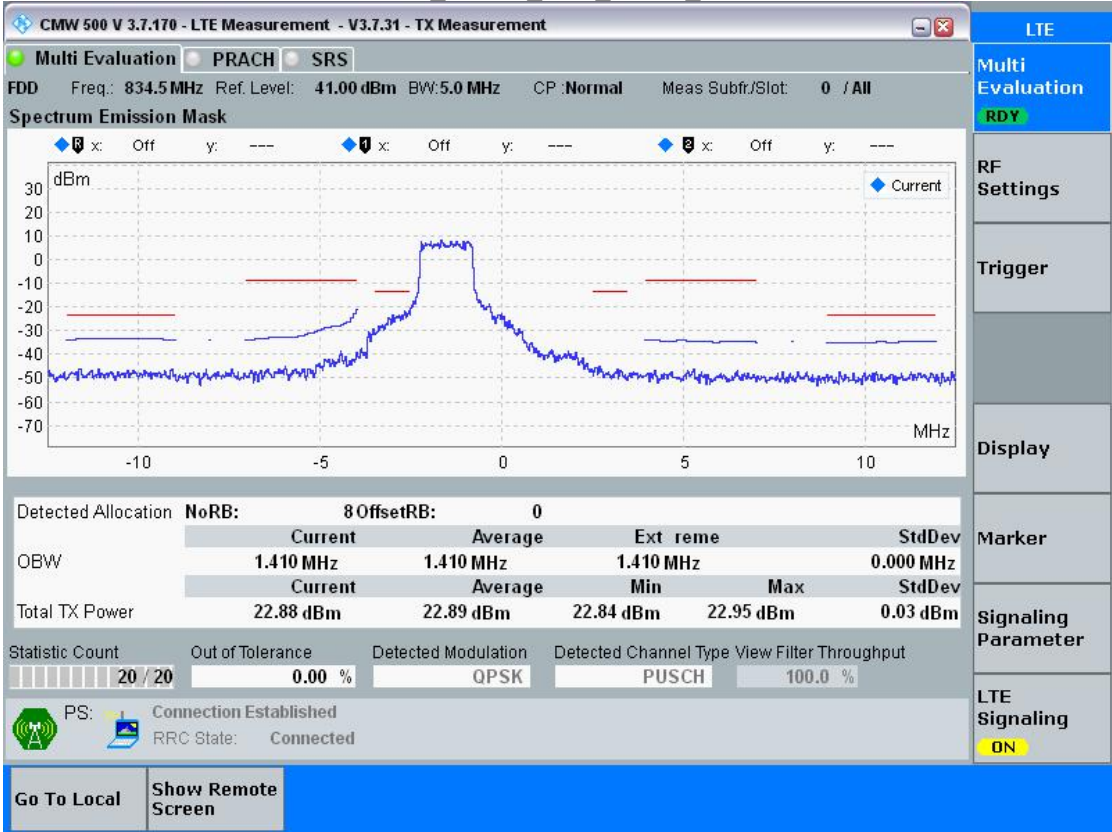 CMW 500 V 3.7.170 - LTE Measurement - V3.7.31 - TX Measurement
LTE
Multi Evaluation PRACH SRS
FDD Freq.: 834.5 MHz Ref. Level: 41.00 dBm BW:5.0 MHz CP :Normal Meas Subfr./Slot: 0 / All
Spectrum Emission Mask
R x: Off y: --- 1 x: Off y: --- 2 x: Off y: ---
dBm
Current
30
20
10
0
-10
-20
-30
-40
-50
-60
-70
MHz
-10 -5 0 5 10
Detected Allocation NoRB: 8 OffsetRB: 0
Current Average Ext reme StdDev
OBW 1.410 MHz 1.410 MHz 1.410 MHz 0.000 MHz
Current Average Min Max StdDev
Total TX Power 22.88 dBm 22.89 dBm 22.84 dBm 22.95 dBm 0.03 dBm
Statistic Count Out of Tolerance Detected Modulation Detected Channel Type View Filter Throughput
20 / 20 0.00 % QPSK PUSCH 100.0 %
PS: Connection Established
RRC State: Connected
Multi
Evaluation
RDY
RF
Settings
Trigger
Display
Marker
Signaling
Parameter
LTE
Signaling
ON
Go To Local
Show Remote
Screen